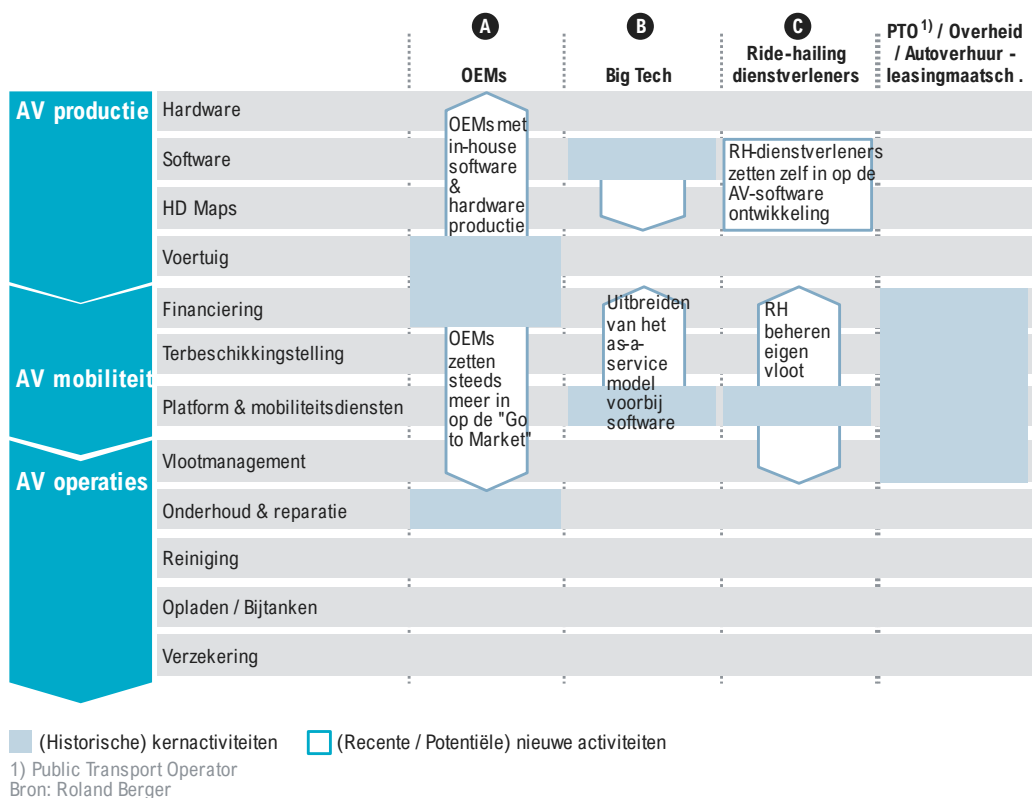 A
B
C
OEMs
Big Tech
Ride-hailing
dienstverleners
PTO 1) / Overheid
/ Autoverhuur -
leasingmaatsch .
AV productie
Hardware
Software
HD Maps
Voertuig
AV mobiliteit
Financiering
Terbeschikkingstelling
Platform & mobiliteitsdiensten
AV operaties
Vlootmanagement
Onderhoud & reparatie
Reiniging
Opladen / Bijtanken
Verzekering
OEMs met
in-house
software
&
hardware
productie
RH-dienstverleners
zetten zelf in op de
AV-software
ontwikkeling
OEMs
zetten
steeds
meer in
op de "Go
to Market"
Uitbreiden
van het
as-a-
service
model
voorbij
software
RH
beheren
eigen
vloot
(Historische) kernactiviteiten
(Recente / Potentiële) nieuwe activiteiten
1) Public Transport Operator
Bron: Roland Berger